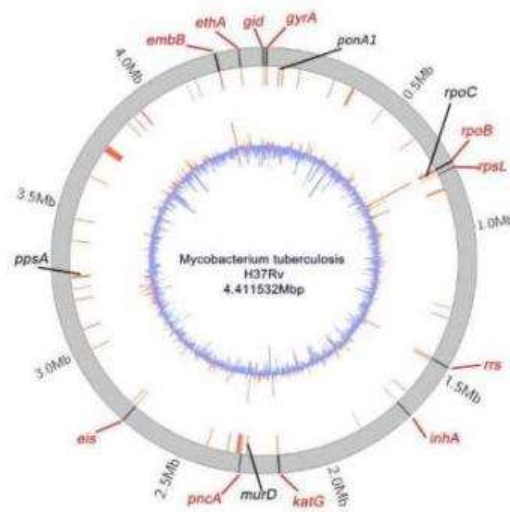 ethA
gid
gyrA
embB
ponA1
4.0Mb
0.5Mb
rpoC
rpoB
rpsL
3.5Mb
1.0Mb
ppsA
Mycobacterium tuberculosis
H37Rv
4.411532Mbp
3.0Mb
rrs
1.5Mb
eis
inhA
2.5Mb
2.0Mb
pncA
murD
katG